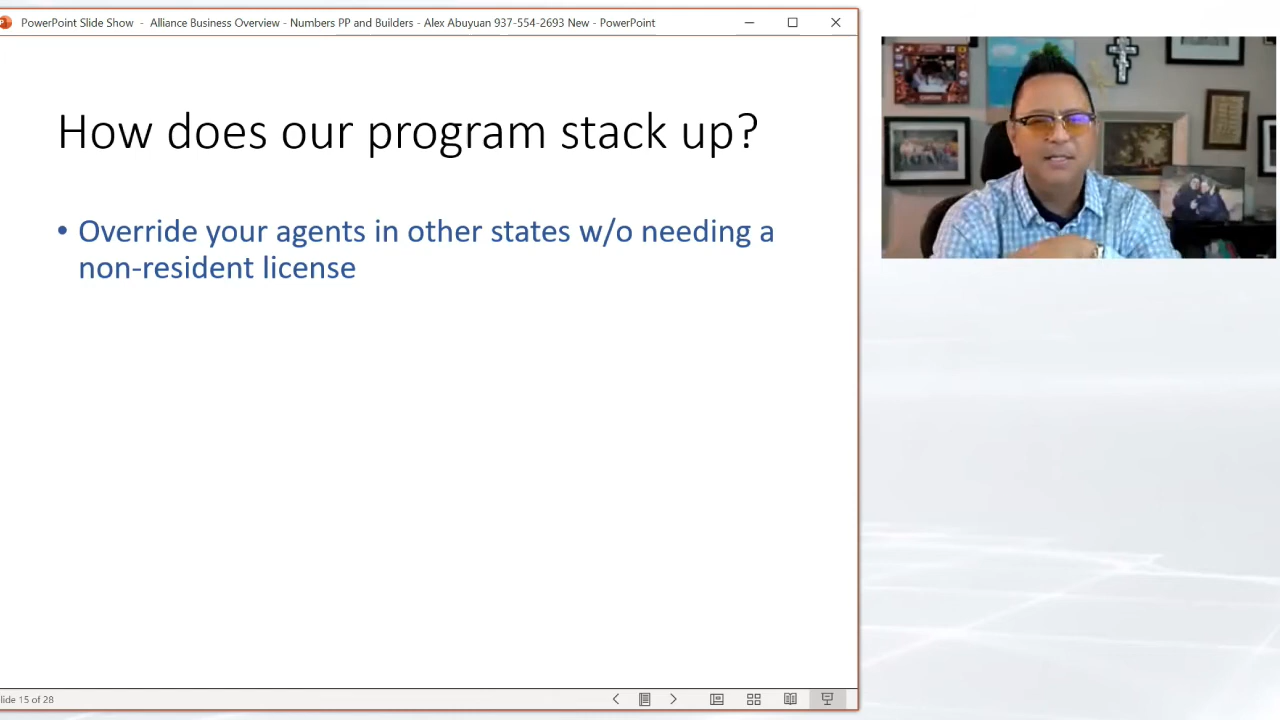 PowerPoint Slide Show - Alliance Business Overview - Numbers PP and Builders - Alex Abuyuan 937-554-2693 New - PowerPoint
How does our program stack up?
• Override your agents in other states w/o needing a
non-resident license
lide 15 of 28